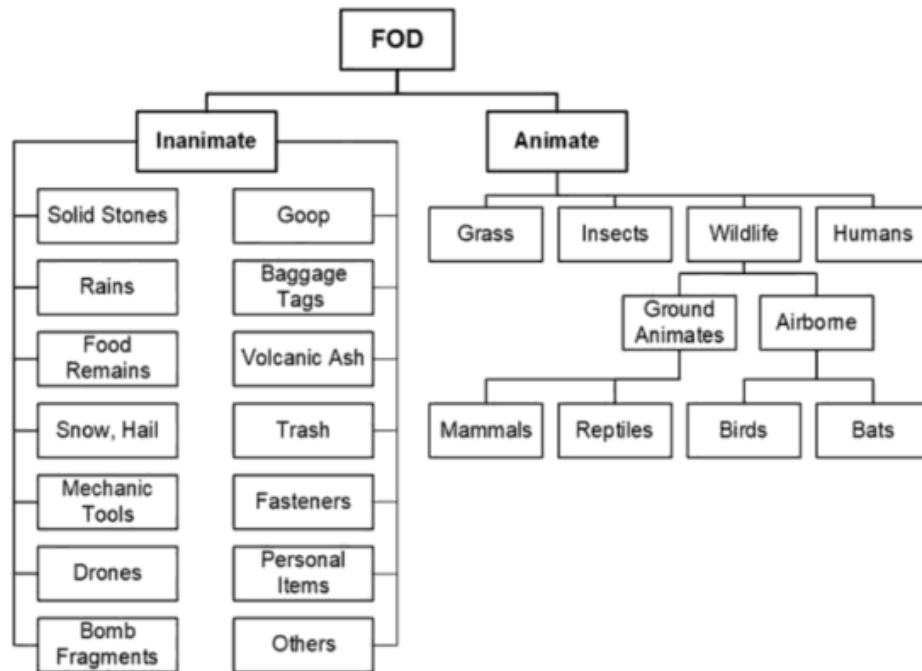 FOD
Inanimate
Animate
Solid Stones
Goop
Rains
Baggage
Tags
Food
Remains
Volcanic Ash
Snow, Hail
Trash
Mechanic
Tools
Fasteners
Drones
Personal
Items
Bomb
Fragments
Others
Grass
Insects
Wildlife
Humans
Ground
Animates
Airborne
Mammals
Reptiles
Birds
Bats